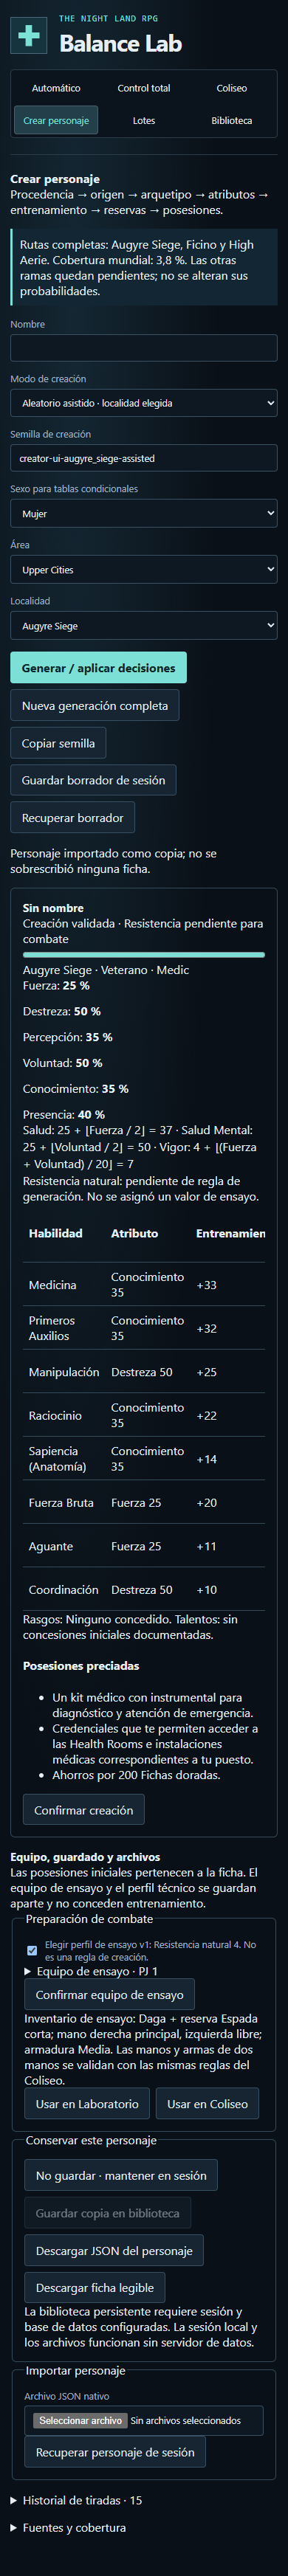 THE NIGHT LAND RPG
Balance Lab
Automático
Control total
Coliseo
Crear personaje
Lotes
Biblioteca
Crear personaje
Procedencia → origen → arquetipo → atributos →
entrenamiento → reservas → posesiones.
Rutas completas: Augyre Siege, Ficino y High
Aerie. Cobertura mundial: 3,8 %. Las otras
ramas quedan pendientes; no se alteran sus
probabilidades.
Nombre
Modo de creación
Aleatorio asistido · localidad elegida
Semilla de creación
creator-ui-augyre_siege-assisted
Sexo para tablas condicionales
Mujer
Área
Upper Cities
Localidad
Augyre Siege
Generar / aplicar decisiones
Nueva generación completa
Copiar semilla
Guardar borrador de sesión
Recuperar borrador
Personaje importado como copia; no se
sobrescribió ninguna ficha.
Sin nombre
Creación validada · Resistencia pendiente para
combate
Augyre Siege · Veterano · Medic
Fuerza: 25 %
Destreza: 50 %
Percepción: 35 %
Voluntad: 50 %
Conocimiento: 35 %
Presencia: 40 %
Salud: 25 + ⌊Fuerza / 2⌋ = 37 · Salud Mental:
25 + ⌊Voluntad / 2⌋ = 50 · Vigor: 4 + ⌊(Fuerza
+ Voluntad) / 20⌋ = 7
Resistencia natural: pendiente de regla de
generación. No se asignó un valor de ensayo.
Habilidad Atributo Entrenamien
Medicina Conocimiento 35 +33
Primeros Auxilios Conocimiento 35 +32
Manipulación Destreza 50 +25
Raciocinio Conocimiento 35 +22
Sapiencia (Anatomía) Conocimiento 35 +14
Fuerza Bruta Fuerza 25 +20
Aguante Fuerza 25 +11
Coordinación Destreza 50 +10
Rasgos: Ninguno concedido. Talentos: sin
concesiones iniciales documentadas.
Posesiones preciadas
• Un kit médico con instrumental para
diagnóstico y atención de emergencia.
• Credenciales que te permiten acceder a
las Health Rooms e instalaciones
médicas correspondientes a tu puesto.
• Ahorros por 200 Fichas doradas.
Confirmar creación
Equipo, guardado y archivos
Las posesiones iniciales pertenecen a la ficha. El
equipo de ensayo y el perfil técnico se guardan
aparte y no conceden entrenamiento.
Preparación de combate
Elegir perfil de ensayo v1: Resistencia natural 4. No
es una regla de creación.
▶ Equipo de ensayo · PJ 1
Confirmar equipo de ensayo
Inventario de ensayo: Daga + reserva Espada
corta; mano derecha principal, izquierda libre;
armadura Media. Las manos y armas de dos
manos se validan con las mismas reglas del
Coliseo.
Usar en Laboratorio
Usar en Coliseo
Conservar este personaje
No guardar · mantener en sesión
Guardar copia en biblioteca
Descargar JSON del personaje
Descargar ficha legible
La biblioteca persistente requiere sesión y
base de datos configuradas. La sesión local y
los archivos funcionan sin servidor de datos.
Importar personaje
Archivo JSON nativo
Seleccionar archivo Sin archivos seleccionados
Recuperar personaje de sesión
▶ Historial de tiradas · 15
▶ Fuentes y cobertura